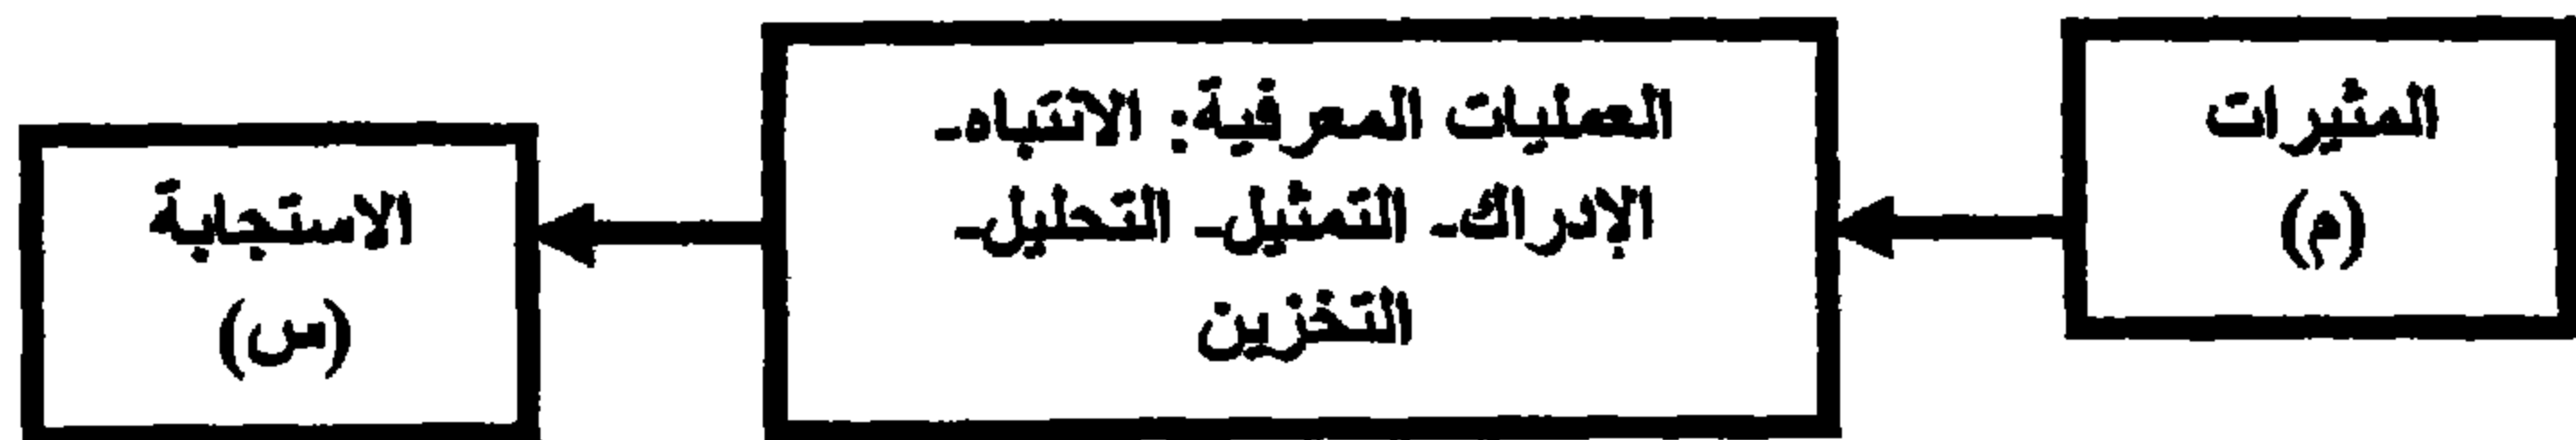 المثيرات
(م)
العمليات المعرفية: الانتباه-
الإدراك- التمثيل- التحليل-
التخزين
الاستجابة
(س)